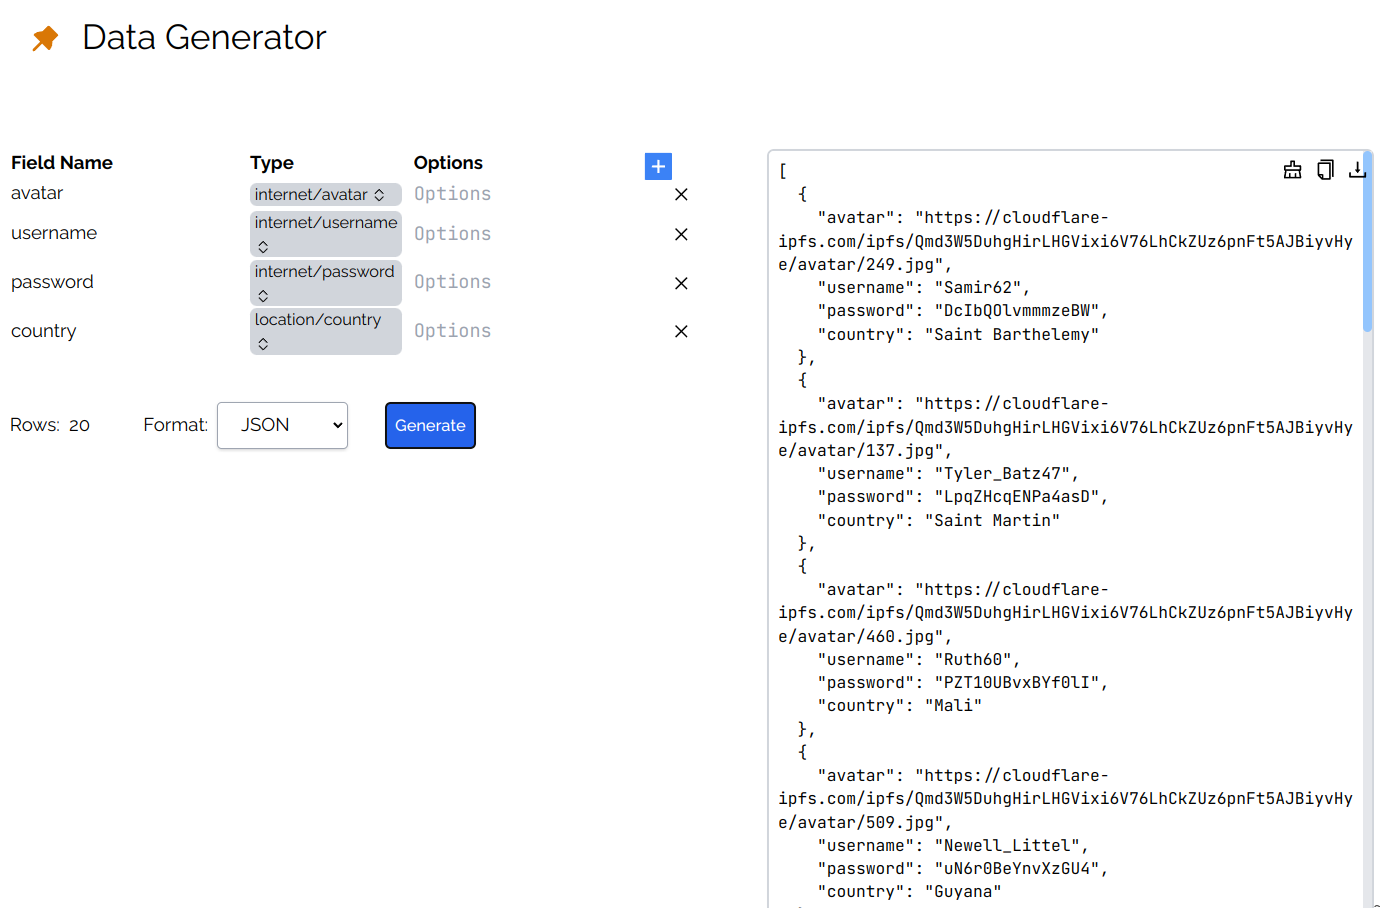 Data Generator
Field Name Type Options
avatar internet/avatar Options
username internet/username Options
password internet/password Options
country location/country Options
Rows: 20 Format: JSON Generate
[
  {
    "avatar": "https://cloudflare-
ipfs.com/ipfs/Qmd3W5DuhgHirLHGVixi6V76LhCkZUz6pnFt5AJBiyvHy
e/avatar/249.jpg",
    "username": "Samir62",
    "password": "DcIbQOlvmmmzeBW",
    "country": "Saint Barthelemy"
  },
  {
    "avatar": "https://cloudflare-
ipfs.com/ipfs/Qmd3W5DuhgHirLHGVixi6V76LhCkZUz6pnFt5AJBiyvHy
e/avatar/137.jpg",
    "username": "Tyler_Batz47",
    "password": "LpqZHcqENPa4asD",
    "country": "Saint Martin"
  },
  {
    "avatar": "https://cloudflare-
ipfs.com/ipfs/Qmd3W5DuhgHirLHGVixi6V76LhCkZUz6pnFt5AJBiyvHy
e/avatar/460.jpg",
    "username": "Ruth60",
    "password": "PZT10UBvxBYf0lI",
    "country": "Mali"
  },
  {
    "avatar": "https://cloudflare-
ipfs.com/ipfs/Qmd3W5DuhgHirLHGVixi6V76LhCkZUz6pnFt5AJBiyvHy
e/avatar/509.jpg",
    "username": "Newell_Littel",
    "password": "uN6r0BeYnvXzGU4",
    "country": "Guyana"